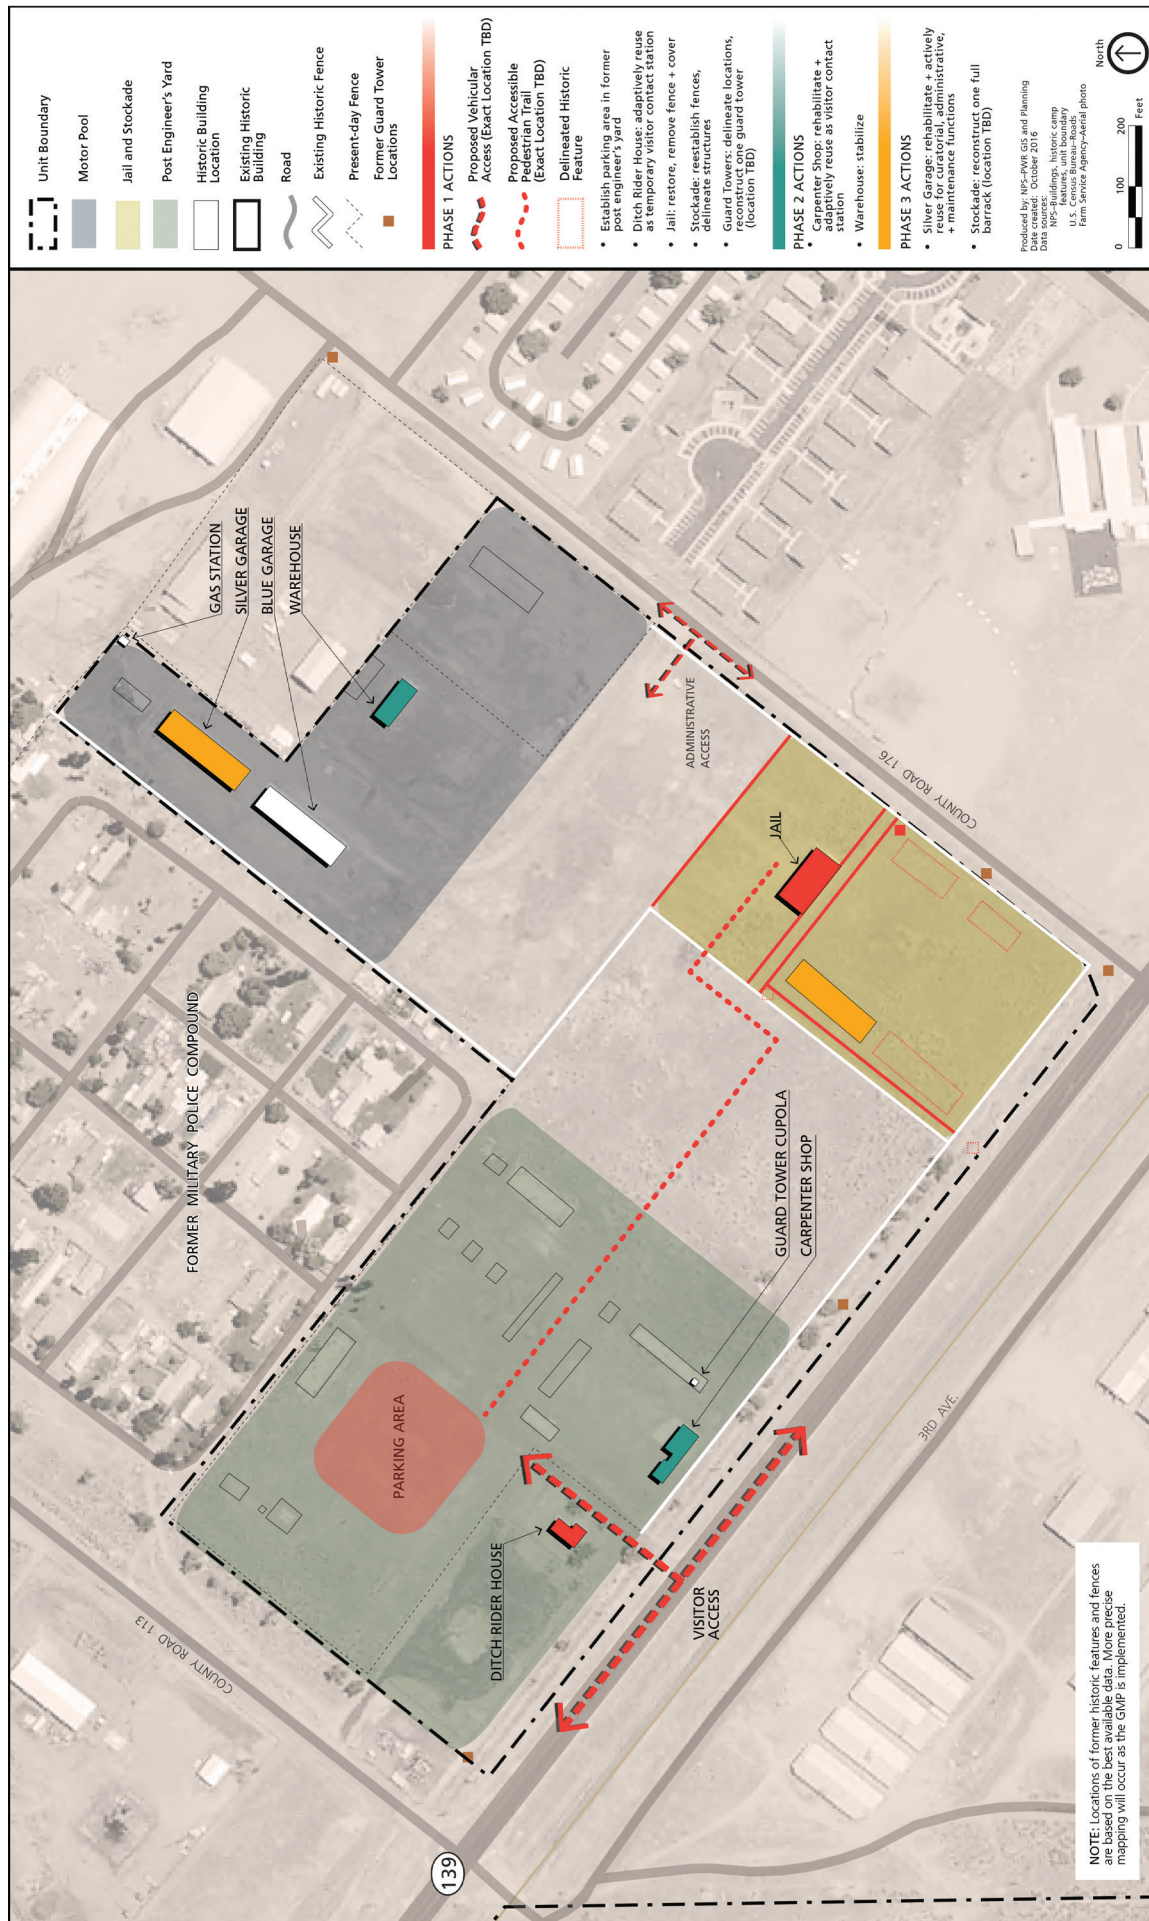 Unit Boundary
Motor Pool
Jail and Stockade
Post Engineer's Yard
Historic Building
Location
Existing Historic
Building
Road
Existing Historic Fence
Present-day Fence
Former Guard Tower
Locations
PHASE 1 ACTIONS
Proposed Vehicular
Access (Exact Location TBD)
Proposed Accessible
Pedestrian Trail
(Exact Location TBD)
Delineated Historic
Feature
• Establish parking area in former
post engineer's yard
• Ditch Rider House: adaptively reuse
as temporary visitor contact station
• Jail: restore, remove fence + cover
• Stockade: reestablish fences,
delineate structures
• Guard Towers: delineate locations,
reconstruct one guard tower
(location TBD)
PHASE 2 ACTIONS
• Carpenter Shop: rehabilitate +
adaptively reuse as visitor contact
station
• Warehouse: stabilize
PHASE 3 ACTIONS
• Silver Garage: rehabilitate + actively
reuse for curatorial, administrative,
+ maintenance functions
• Stockade: reconstruct one full
barrack (location TBD)
Produced by: NPS–PWR GIS and Planning
Date created: October 2016
Data sources:
NPS–Buildings, historic camp
features, unit boundary
U.S. Census Bureau–Roads
Farm Service Agency–Aerial photo
0 100 200
Feet
North
GAS STATION
SILVER GARAGE
BLUE GARAGE
WAREHOUSE
FORMER MILITARY POLICE COMPOUND
ADMINISTRATIVE
ACCESS
COUNTY ROAD 176
JAIL
GUARD TOWER CUPOLA
CARPENTER SHOP
PARKING AREA
DITCH RIDER HOUSE
VISITOR
ACCESS
COUNTY ROAD 113
3RD AVE.
139
NOTE: Locations of former historic features and fences
are based on the best available data. More precise
mapping will occur as the GMP is implemented.